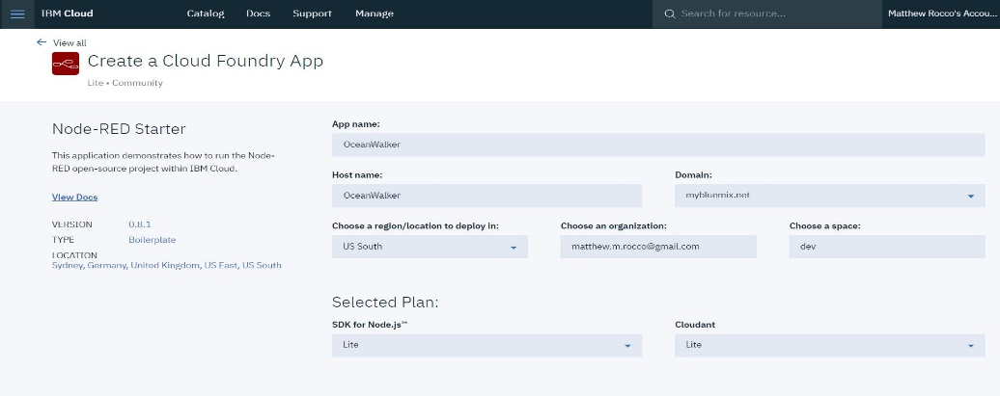 IBM Cloud Catalog Docs Support Manage Search for resource... Matthew Rocco's Accou...
View all
Create a Cloud Foundry App
Lite • Community
Node-RED Starter
This application demonstrates how to run the Node-
RED open-source project within IBM Cloud.
View Docs
VERSION 0.8.1
TYPE Boilerplate
LOCATION
Sydney, Germany, United Kingdom, US East, US South
App name:
OceanWalker
Host name: Domain:
OceanWalker mybluemix.net
Choose a region/location to deploy in: Choose an organization: Choose a space:
US South matthew.m.rocco@gmail.com dev
Selected Plan:
SDK for Node.js™ Cloudant
Lite Lite